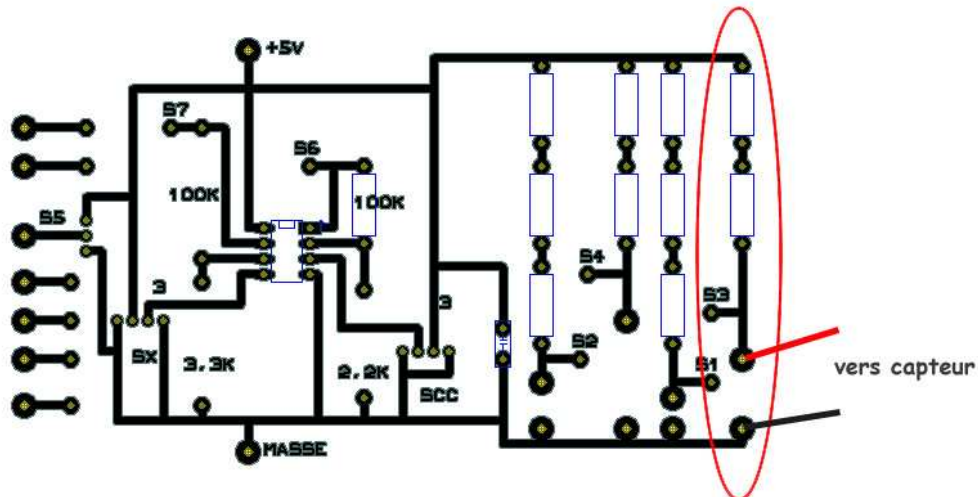 +5V
S7
S6
100K
100K
S5
S4
3
3
S3
SX
3.3K
2.2K
S2
S1
SCC
vers capteur
MASSE